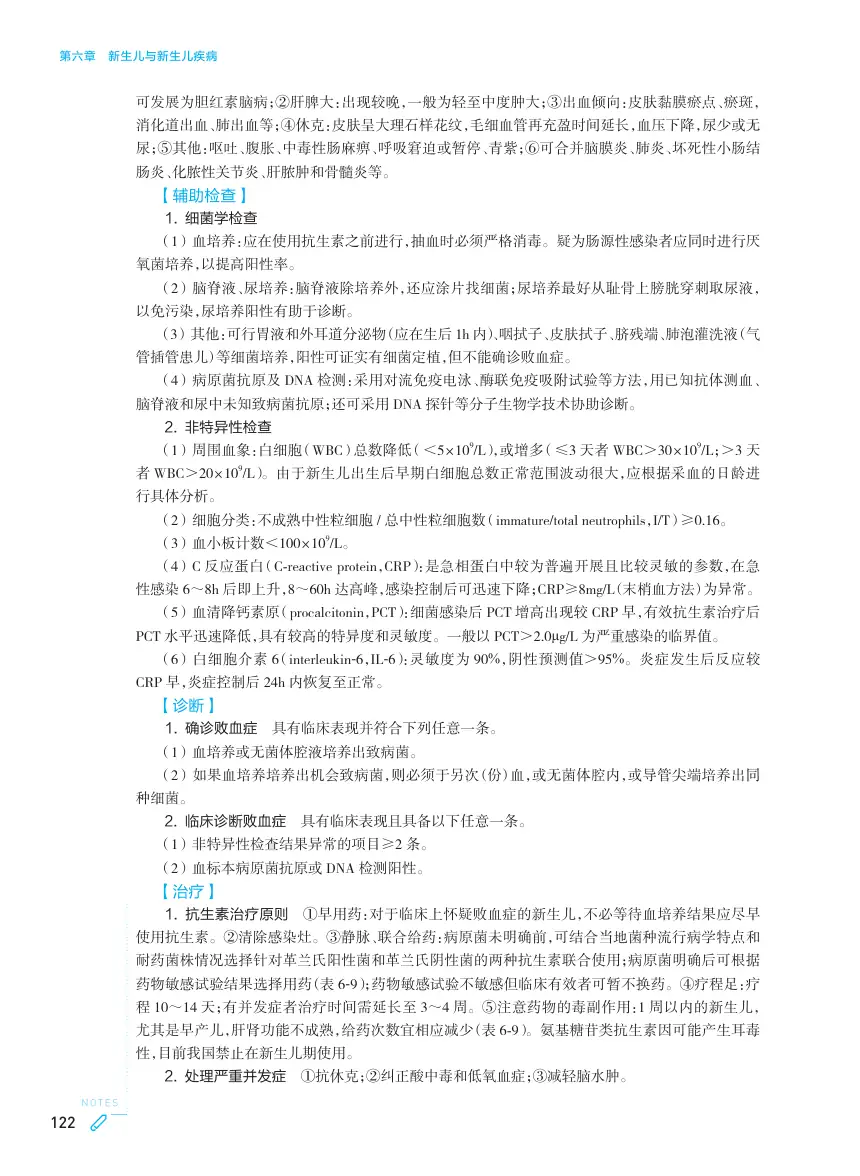 第六章 新生儿与新生儿疾病
可发展为胆红素脑病;②肝脾大:出现较晚,一般为轻至中度肿大;③出血倾向:皮肤黏膜瘀点、瘀斑,
消化道出血、肺出血等;④休克:皮肤呈大理石样花纹,毛细血管再充盈时间延长,血压下降,尿少或无
尿;⑤其他:呕吐、腹胀、中毒性肠麻痹、呼吸窘迫或暂停、青紫;⑥可合并脑膜炎、肺炎、坏死性小肠结
肠炎、化脓性关节炎、肝脓肿和骨髓炎等。
【辅助检查】
1. 细菌学检查
(1)血培养:应在使用抗生素之前进行,抽血时必须严格消毒。疑为肠源性感染者应同时进行厌
氧菌培养,以提高阳性率。
(2)脑脊液、尿培养:脑脊液除培养外,还应涂片找细菌;尿培养最好从耻骨上膀胱穿刺取尿液,
以免污染,尿培养阳性有助于诊断。
(3)其他:可行胃液和外耳道分泌物(应在生后 1h 内)、咽拭子、皮肤拭子、脐残端、肺泡灌洗液(气
管插管患儿)等细菌培养,阳性可证实有细菌定植,但不能确诊败血症。
(4)病原菌抗原及 DNA 检测:采用对流免疫电泳、酶联免疫吸附试验等方法,用已知抗体测血、
脑脊液和尿中未知致病菌抗原;还可采用 DNA 探针等分子生物学技术协助诊断。
2. 非特异性检查
(1)周围血象:白细胞(WBC)总数降低(<5×10⁹/L),或增多(≤3 天者 WBC>30×10⁹/L;>3 天
者 WBC>20×10⁹/L)。由于新生儿出生后早期白细胞总数正常范围波动很大,应根据采血的日龄进
行具体分析。
(2)细胞分类:不成熟中性粒细胞 / 总中性粒细胞数(immature/total neutrophils,I/T)≥0.16。
(3)血小板计数<100×10⁹/L。
(4)C 反应蛋白(C-reactive protein,CRP):是急相蛋白中较为普遍开展且比较灵敏的参数,在急
性感染 6~8h 后即上升,8~60h 达高峰,感染控制后可迅速下降;CRP≥8mg/L(末梢血方法)为异常。
(5)血清降钙素原(procalcitonin,PCT):细菌感染后 PCT 增高出现较 CRP 早,有效抗生素治疗后
PCT 水平迅速降低,具有较高的特异度和灵敏度。一般以 PCT>2.0μg/L 为严重感染的临界值。
(6)白细胞介素 6(interleukin-6,IL-6):灵敏度为 90%,阴性预测值>95%。炎症发生后反应较
CRP 早,炎症控制后 24h 内恢复至正常。
【诊断】
1. 确诊败血症 具有临床表现并符合下列任意一条。
(1)血培养或无菌体腔液培养出致病菌。
(2)如果血培养培养出机会致病菌,则必须于另次(份)血,或无菌体腔内,或导管尖端培养出同
种细菌。
2. 临床诊断败血症 具有临床表现且具备以下任意一条。
(1)非特异性检查结果异常的项目≥2 条。
(2)血标本病原菌抗原或 DNA 检测阳性。
【治疗】
1. 抗生素治疗原则 ①早用药:对于临床上怀疑败血症的新生儿,不必等待血培养结果应尽早
使用抗生素。②清除感染灶。③静脉、联合给药:病原菌未明确前,可结合当地菌种流行病学特点和
耐药菌株情况选择针对革兰氏阳性菌和革兰氏阴性菌的两种抗生素联合使用;病原菌明确后可根据
药物敏感试验结果选择用药(表 6-9);药物敏感试验不敏感但临床有效者可暂不换药。④疗程足:疗
程 10~14 天;有并发症者治疗时间需延长至 3~4 周。⑤注意药物的毒副作用:1 周以内的新生儿,
尤其是早产儿,肝肾功能不成熟,给药次数宜相应减少(表 6-9)。氨基糖苷类抗生素因可能产生耳毒
性,目前我国禁止在新生儿期使用。
2. 处理严重并发症 ①抗休克;②纠正酸中毒和低氧血症;③减轻脑水肿。
NOTES
122